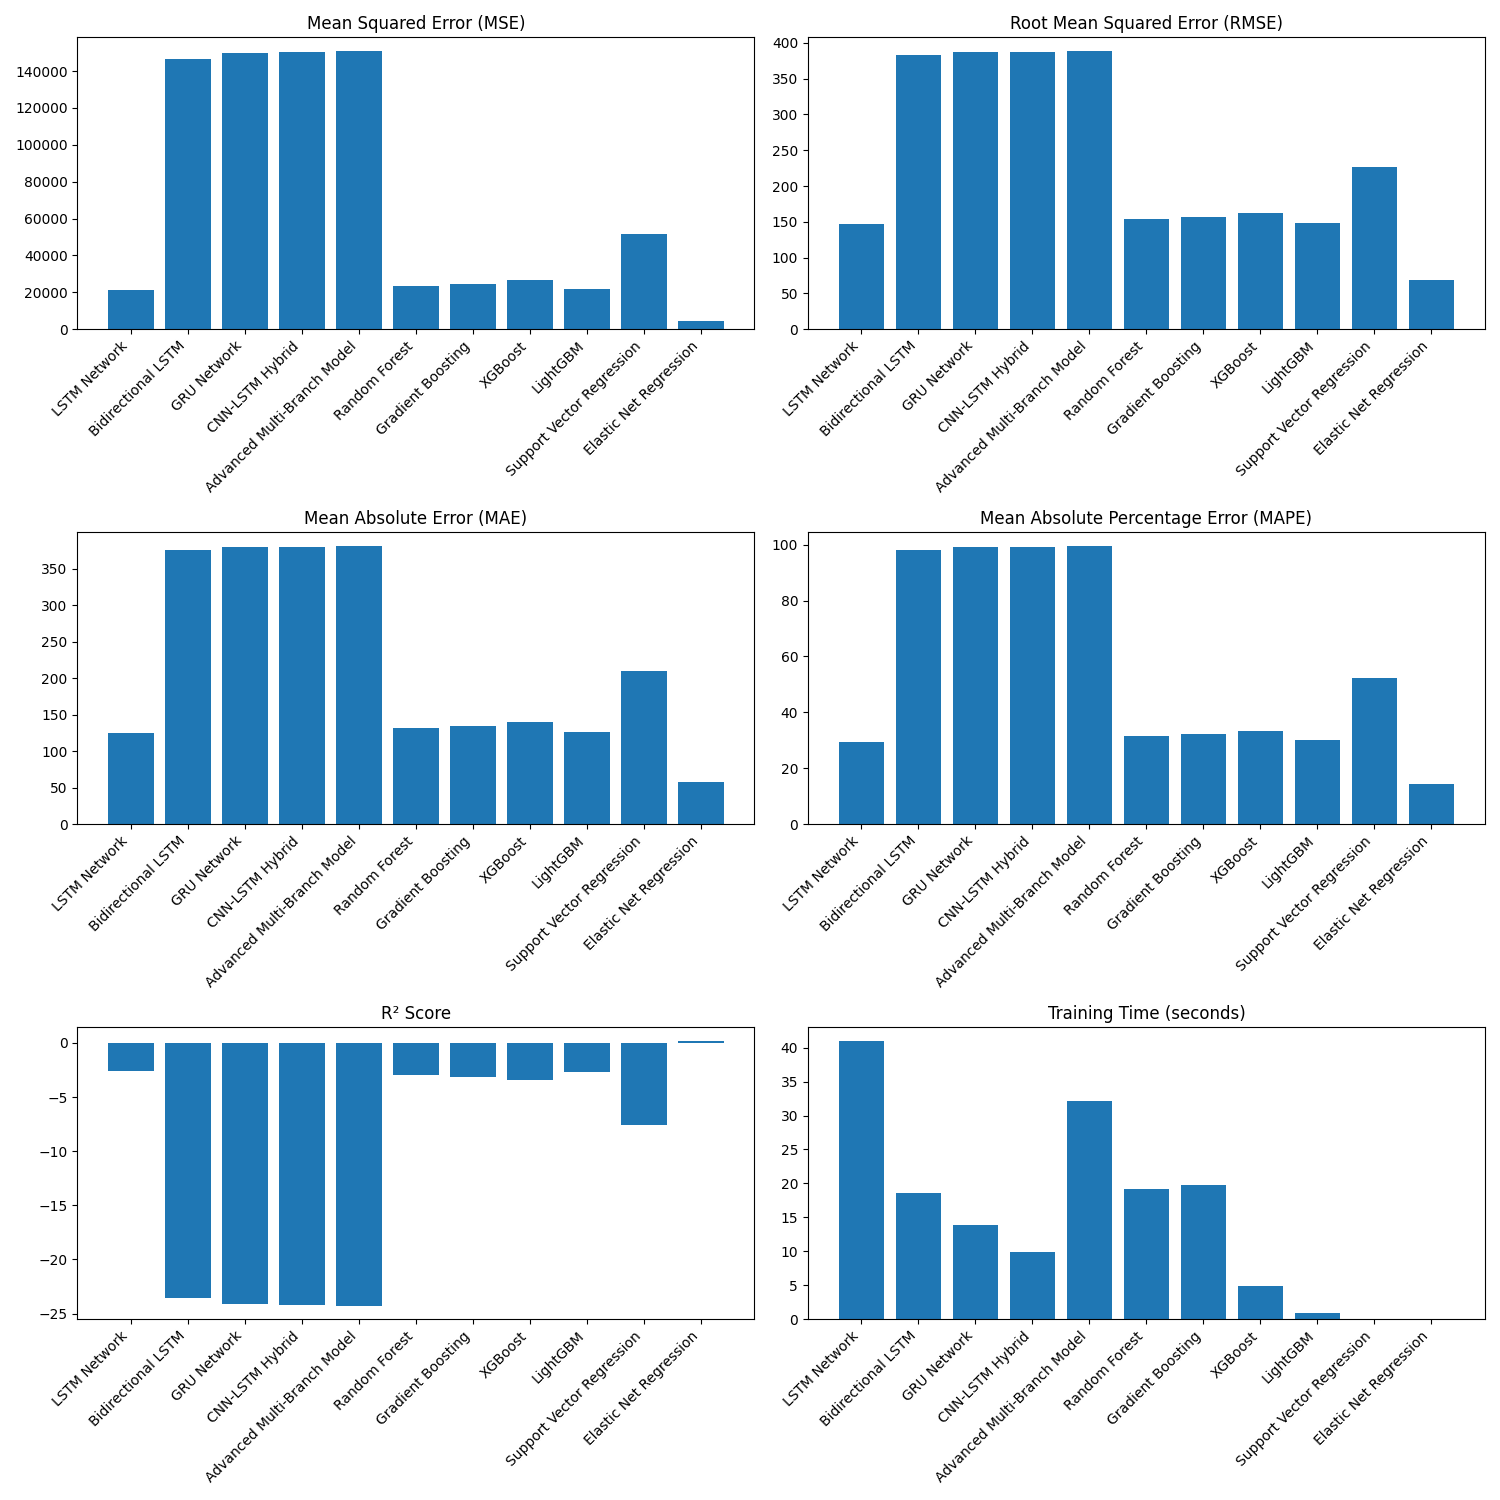 Mean Squared Error (MSE)
140000
120000
100000
80000
60000
40000
20000
0
LSTM Network
Bidirectional LSTM
GRU Network
CNN-LSTM Hybrid
Advanced Multi-Branch Model
Random Forest
Gradient Boosting
XGBoost
LightGBM
Support Vector Regression
Elastic Net Regression
Root Mean Squared Error (RMSE)
400
350
300
250
200
150
100
50
0
LSTM Network
Bidirectional LSTM
GRU Network
CNN-LSTM Hybrid
Advanced Multi-Branch Model
Random Forest
Gradient Boosting
XGBoost
LightGBM
Support Vector Regression
Elastic Net Regression
Mean Absolute Error (MAE)
350
300
250
200
150
100
50
0
LSTM Network
Bidirectional LSTM
GRU Network
CNN-LSTM Hybrid
Advanced Multi-Branch Model
Random Forest
Gradient Boosting
XGBoost
LightGBM
Support Vector Regression
Elastic Net Regression
Mean Absolute Percentage Error (MAPE)
100
80
60
40
20
0
LSTM Network
Bidirectional LSTM
GRU Network
CNN-LSTM Hybrid
Advanced Multi-Branch Model
Random Forest
Gradient Boosting
XGBoost
LightGBM
Support Vector Regression
Elastic Net Regression
R² Score
0
−5
−10
−15
−20
−25
LSTM Network
Bidirectional LSTM
GRU Network
CNN-LSTM Hybrid
Advanced Multi-Branch Model
Random Forest
Gradient Boosting
XGBoost
LightGBM
Support Vector Regression
Elastic Net Regression
Training Time (seconds)
40
35
30
25
20
15
10
5
0
LSTM Network
Bidirectional LSTM
GRU Network
CNN-LSTM Hybrid
Advanced Multi-Branch Model
Random Forest
Gradient Boosting
XGBoost
LightGBM
Support Vector Regression
Elastic Net Regression